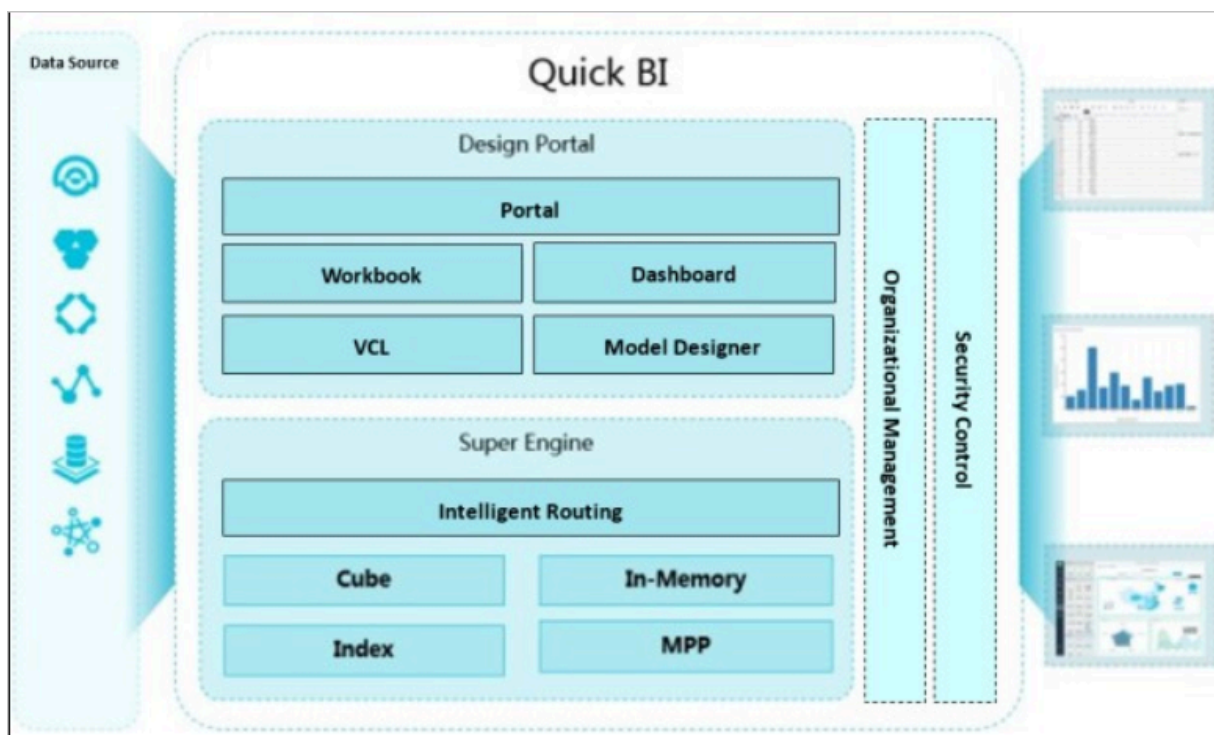 Data Source
Quick BI
Design Portal
Portal
Workbook
Dashboard
VCL
Model Designer
Super Engine
Intelligent Routing
Cube
In-Memory
Index
MPP
Organizational Management
Security Control